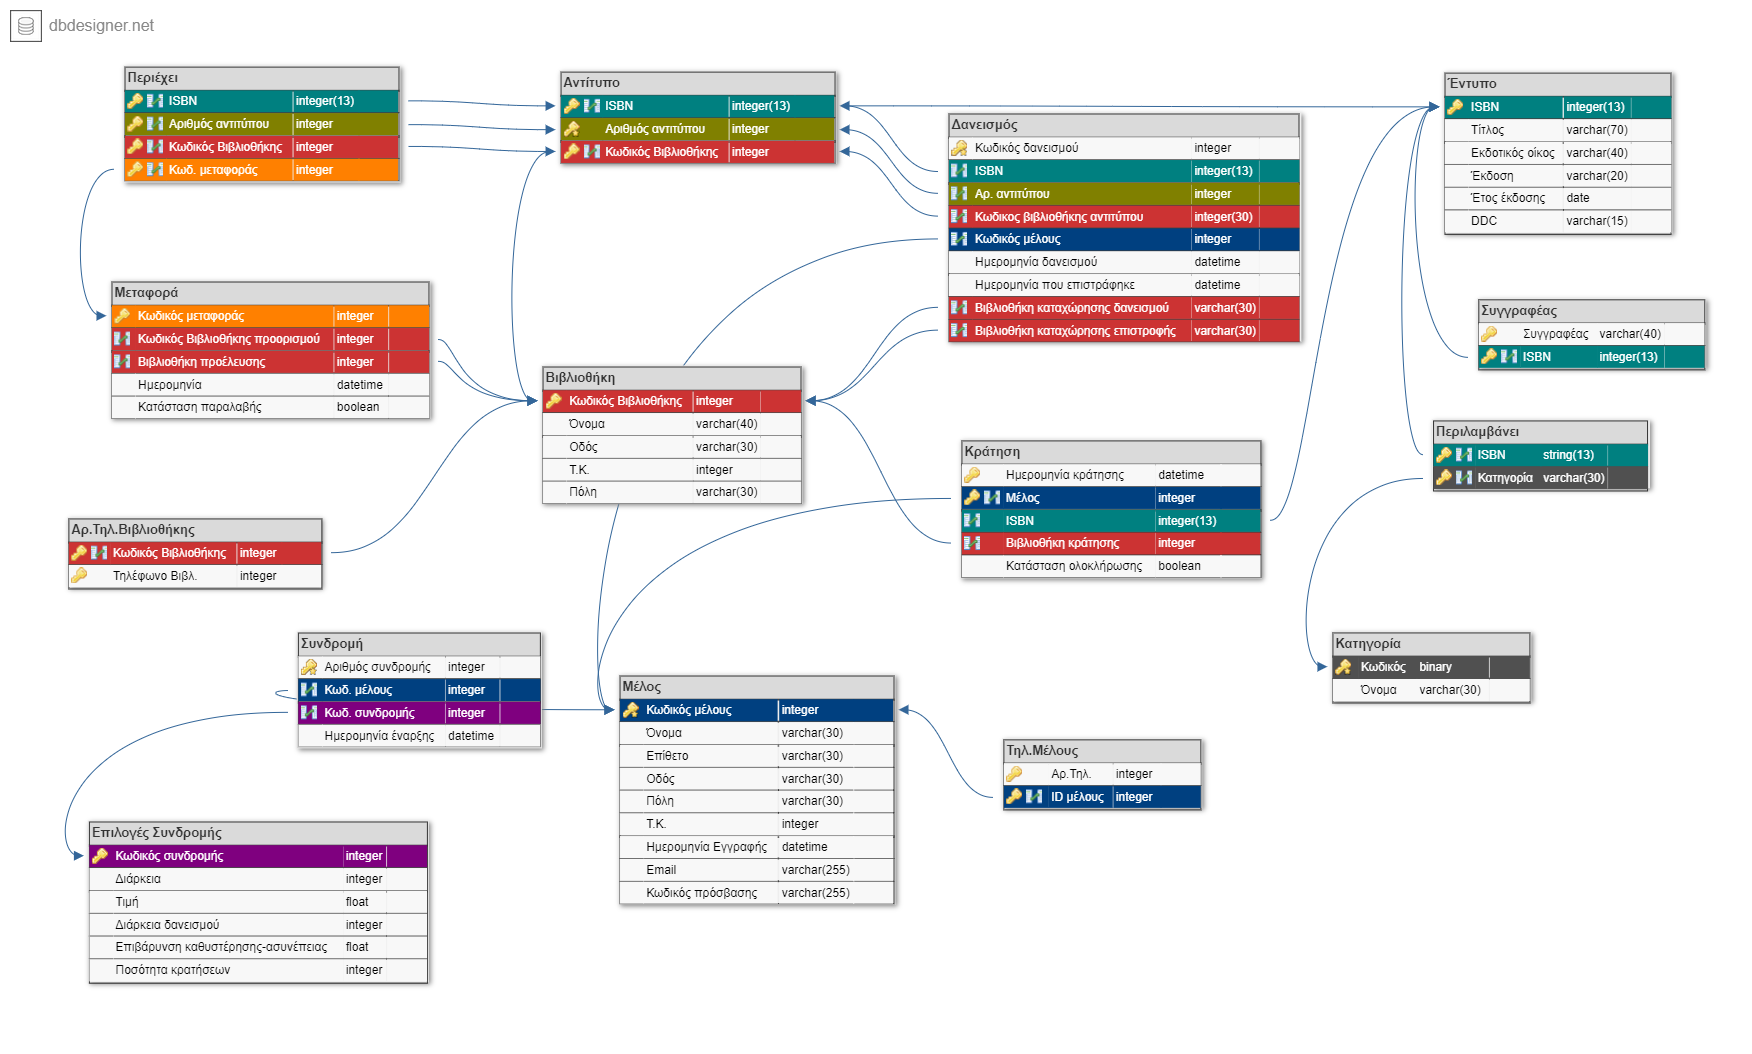 dbdesigner.net
Περιέχει
ISBN integer(13)
Αριθμός αντιτύπου integer
Κωδικός Βιβλιοθήκης integer
Κωδ. μεταφοράς integer
Αντίτυπο
ISBN integer(13)
Αριθμός αντιτύπου integer
Κωδικός Βιβλιοθήκης integer
Δανεισμός
Κωδικός δανεισμού integer
ISBN integer(13)
Αρ. αντιτύπου integer
Κωδικος βιβλιοθήκης αντιτύπου integer(30)
Κωδικός μέλους integer
Ημερομηνία δανεισμού datetime
Ημερομηνία που επιστράφηκε datetime
Βιβλιοθήκη καταχώρησης δανεισμού varchar(30)
Βιβλιοθήκη καταχώρησης επιστροφής varchar(30)
Έντυπο
ISBN integer(13)
Τίτλος varchar(70)
Εκδοτικός οίκος varchar(40)
Έκδοση varchar(20)
Έτος έκδοσης date
DDC varchar(15)
Μεταφορά
Κωδικός μεταφοράς integer
Κωδικός Βιβλιοθήκης προορισμού integer
Βιβλιοθήκη προέλευσης integer
Ημερομηνία datetime
Κατάσταση παραλαβής boolean
Συγγραφέας
Συγγραφέας varchar(40)
ISBN integer(13)
Βιβλιοθήκη
Κωδικός Βιβλιοθήκης integer
Όνομα varchar(40)
Οδός varchar(30)
Τ.Κ. integer
Πόλη varchar(30)
Περιλαμβάνει
ISBN string(13)
Κατηγορία varchar(30)
Κράτηση
Ημερομηνία κράτησης datetime
Μέλος integer
ISBN integer(13)
Βιβλιοθήκη κράτησης integer
Κατάσταση ολοκλήρωσης boolean
Αρ.Τηλ.Βιβλιοθήκης
Κωδικός Βιβλιοθήκης integer
Τηλέφωνο Βιβλ. integer
Συνδρομή
Αριθμός συνδρομής integer
Κωδ. μέλους integer
Κωδ. συνδρομής integer
Ημερομηνία έναρξης datetime
Κατηγορία
Κωδικός binary
Όνομα varchar(30)
Μέλος
Κωδικός μέλους integer
Όνομα varchar(30)
Επίθετο varchar(30)
Οδός varchar(30)
Πόλη varchar(30)
Τ.Κ. integer
Ημερομηνία Εγγραφής datetime
Email varchar(255)
Κωδικός πρόσβασης varchar(255)
Τηλ.Μέλους
Αρ.Τηλ. integer
ID μέλους integer
Επιλογές Συνδρομής
Κωδικός συνδρομής integer
Διάρκεια integer
Τιμή float
Διάρκεια δανεισμού integer
Επιβάρυνση καθυστέρησης-ασυνέπειας float
Ποσότητα κρατήσεων integer